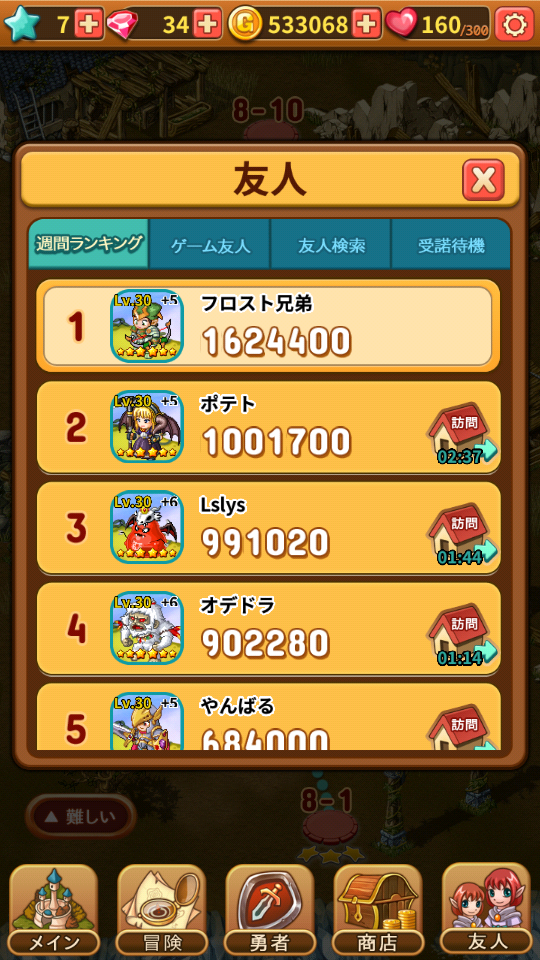 7
34
G 533068
160/300
8-10
友人
週間ランキング
ゲーム友人
友人検索
受諾待機
1
Lv.30 +5
フロスト兄弟
1624400
2
Lv.30 +5
ポテト
1001700
訪問
02:37
3
Lv.30 +6
Lslys
991020
訪問
01:44
4
Lv.30 +6
オデドラ
902280
訪問
01:14
5
Lv.30 +5
やんばる
684000
訪問
8-1
▲ 難しい
メイン
冒険
勇者
商店
友人